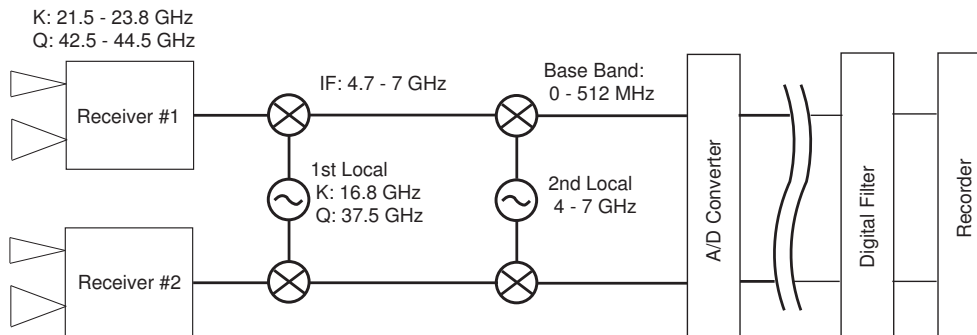 K: 21.5 - 23.8 GHz
Q: 42.5 - 44.5 GHz
Receiver #1
IF: 4.7 - 7 GHz
Base Band:
0 - 512 MHz
1st Local
K: 16.8 GHz
Q: 37.5 GHz
2nd Local
4 - 7 GHz
A/D Converter
Digital Filter
Recorder
Receiver #2